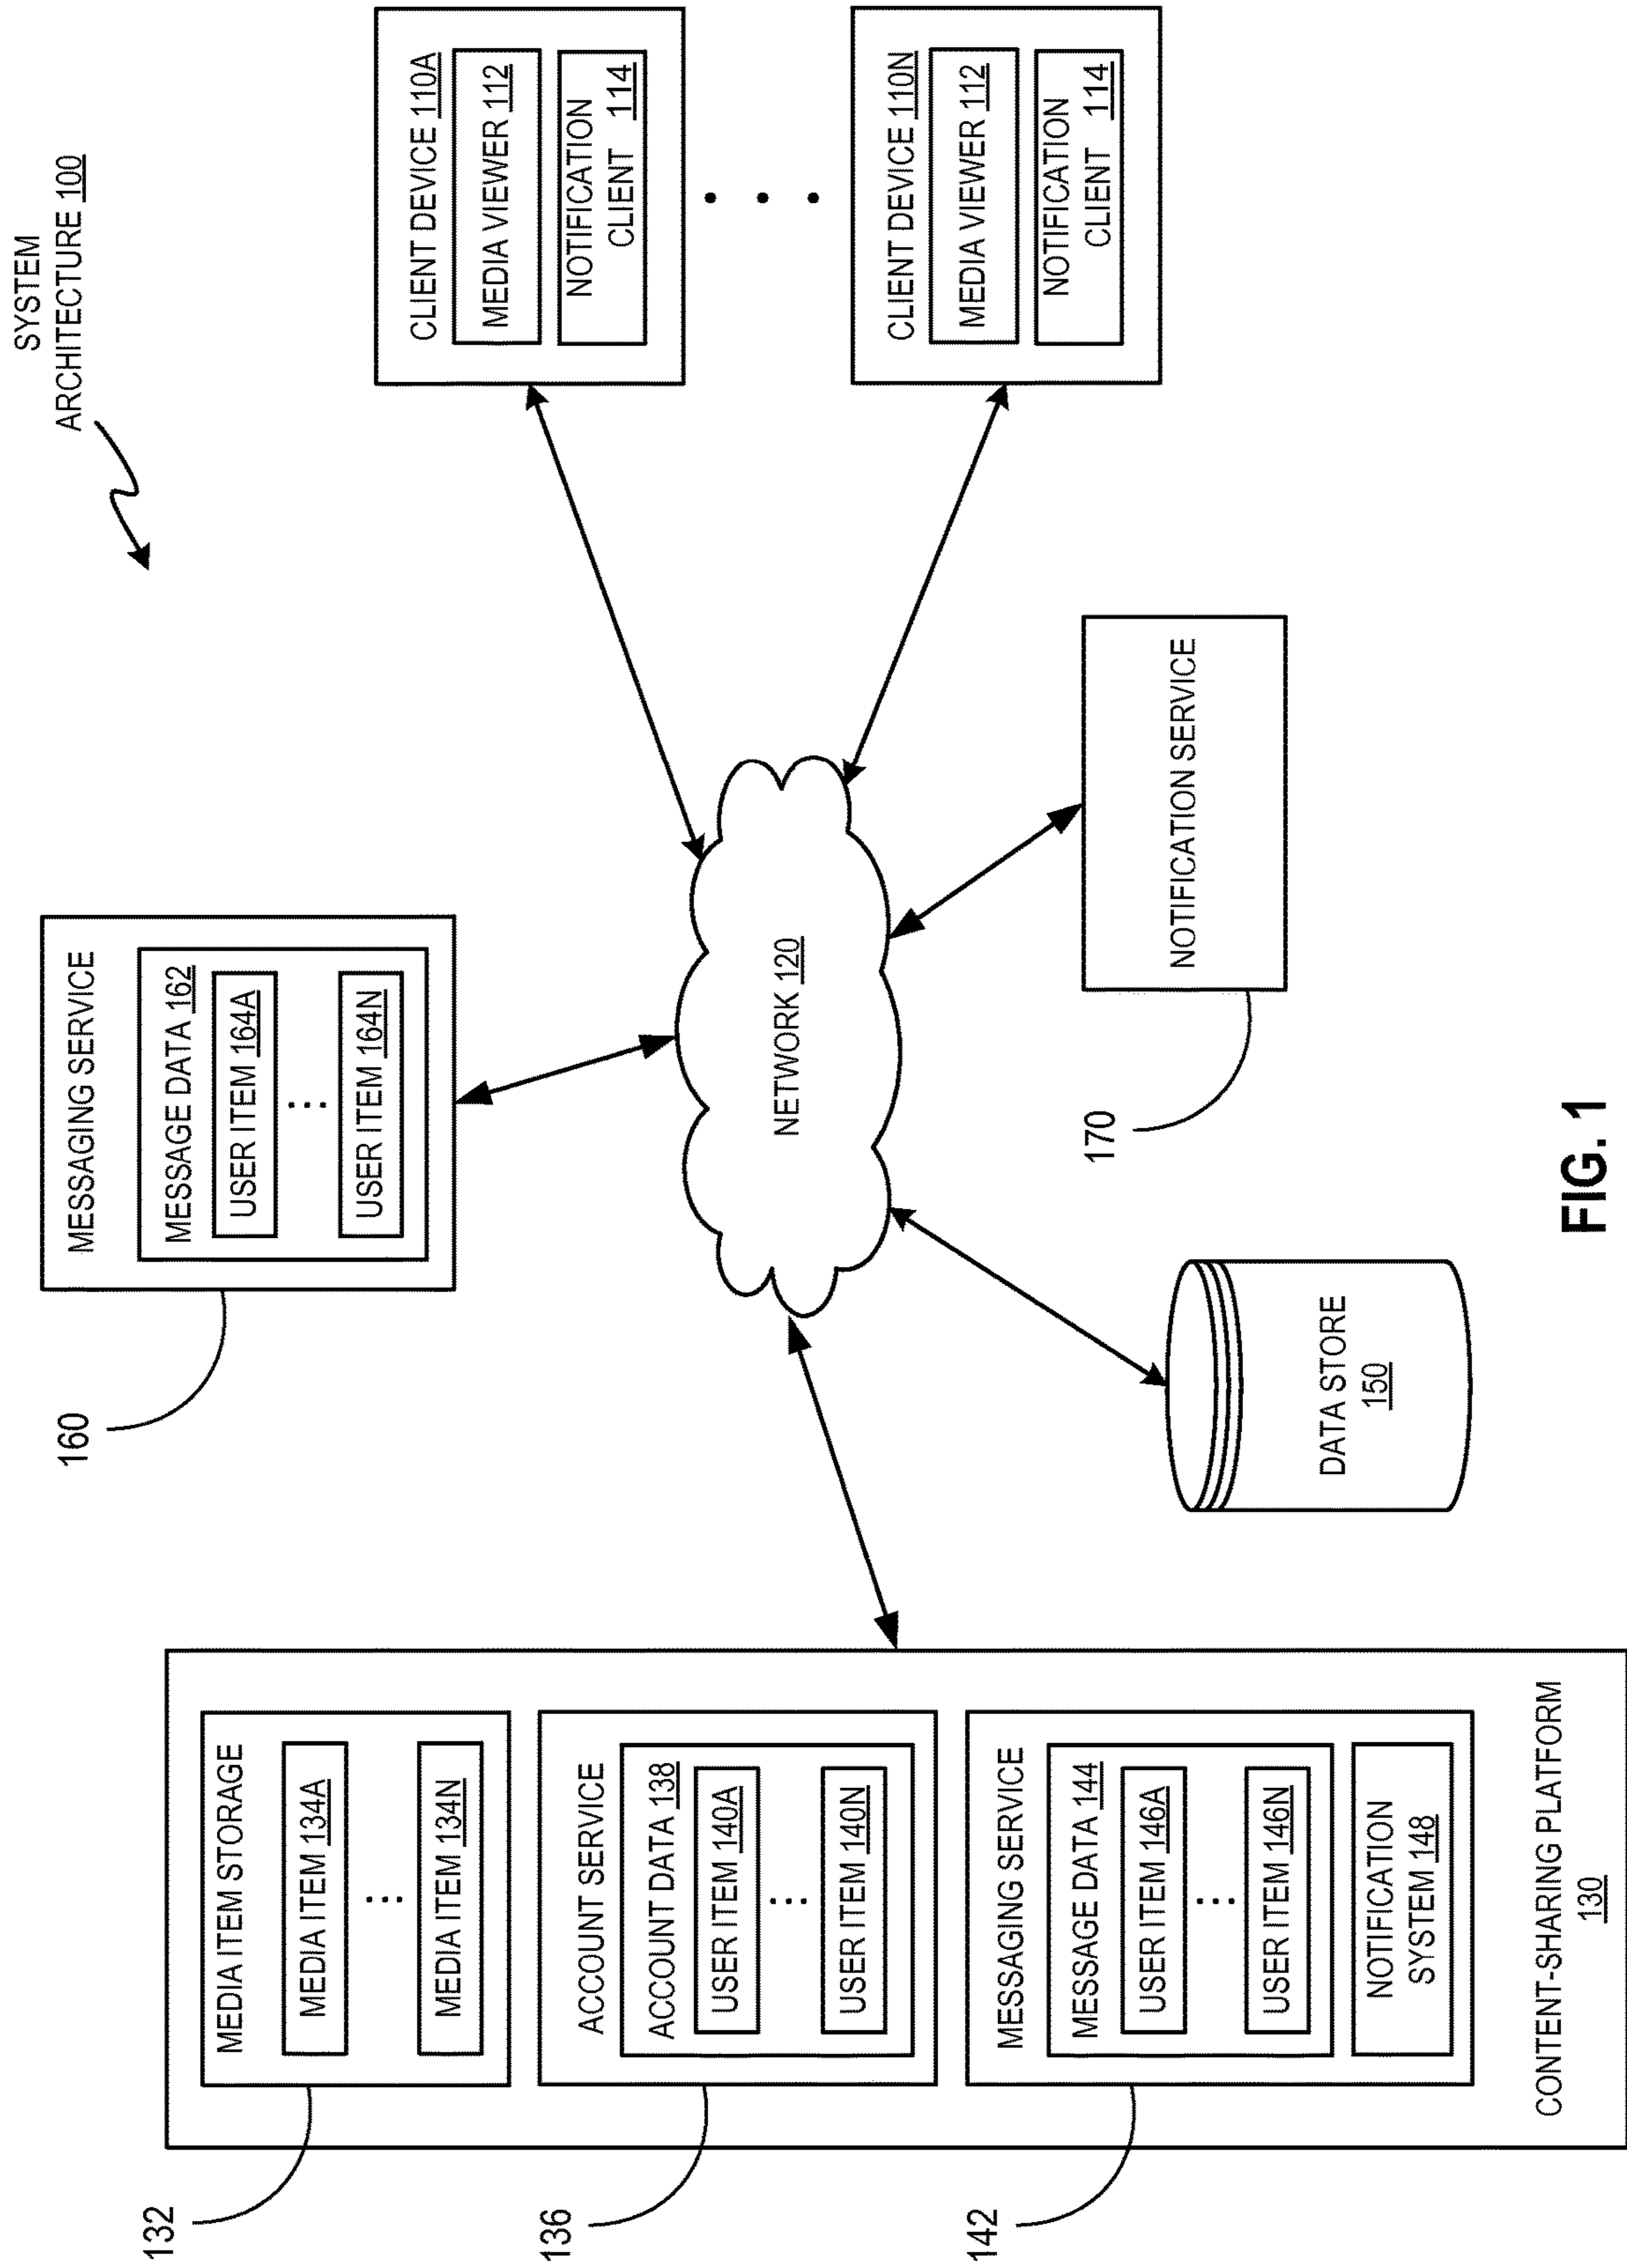 SYSTEM
ARCHITECTURE 100
160
MESSAGING SERVICE
MESSAGE DATA 162
USER ITEM 164A
...
USER ITEM 164N
CLIENT DEVICE 110A
MEDIA VIEWER 112
NOTIFICATION
CLIENT 114
. . .
CLIENT DEVICE 110N
MEDIA VIEWER 112
NOTIFICATION
CLIENT 114
132
MEDIA ITEM STORAGE
MEDIA ITEM 134A
...
MEDIA ITEM 134N
136
ACCOUNT SERVICE
ACCOUNT DATA 138
USER ITEM 140A
...
USER ITEM 140N
142
MESSAGING SERVICE
MESSAGE DATA 144
USER ITEM 146A
...
USER ITEM 146N
NOTIFICATION
SYSTEM 148
CONTENT-SHARING PLATFORM
130
NETWORK 120
DATA STORE
150
170
NOTIFICATION SERVICE
FIG. 1